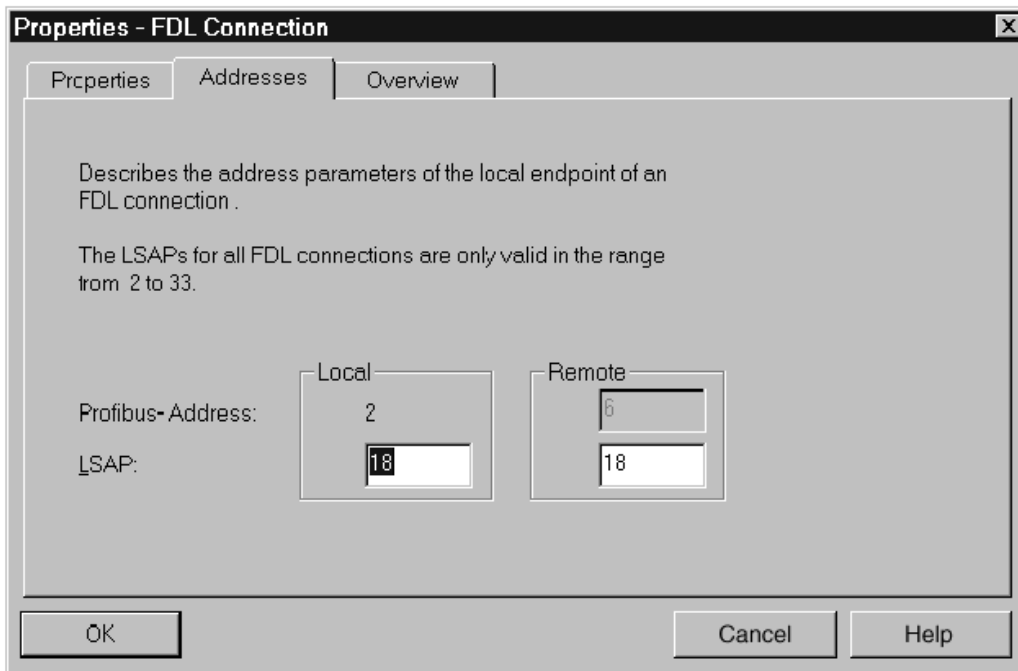 Properties - FDL Connection
Prcperties Addresses Overview
Describes the address parameters of the local endpoint of an
FDL connection .
The LSAPs for all FDL connections are only valid in the range
from 2 to 33.
Local Remote
Profibus- Address: 2 6
LSAP: 18 18
OK Cancel Help